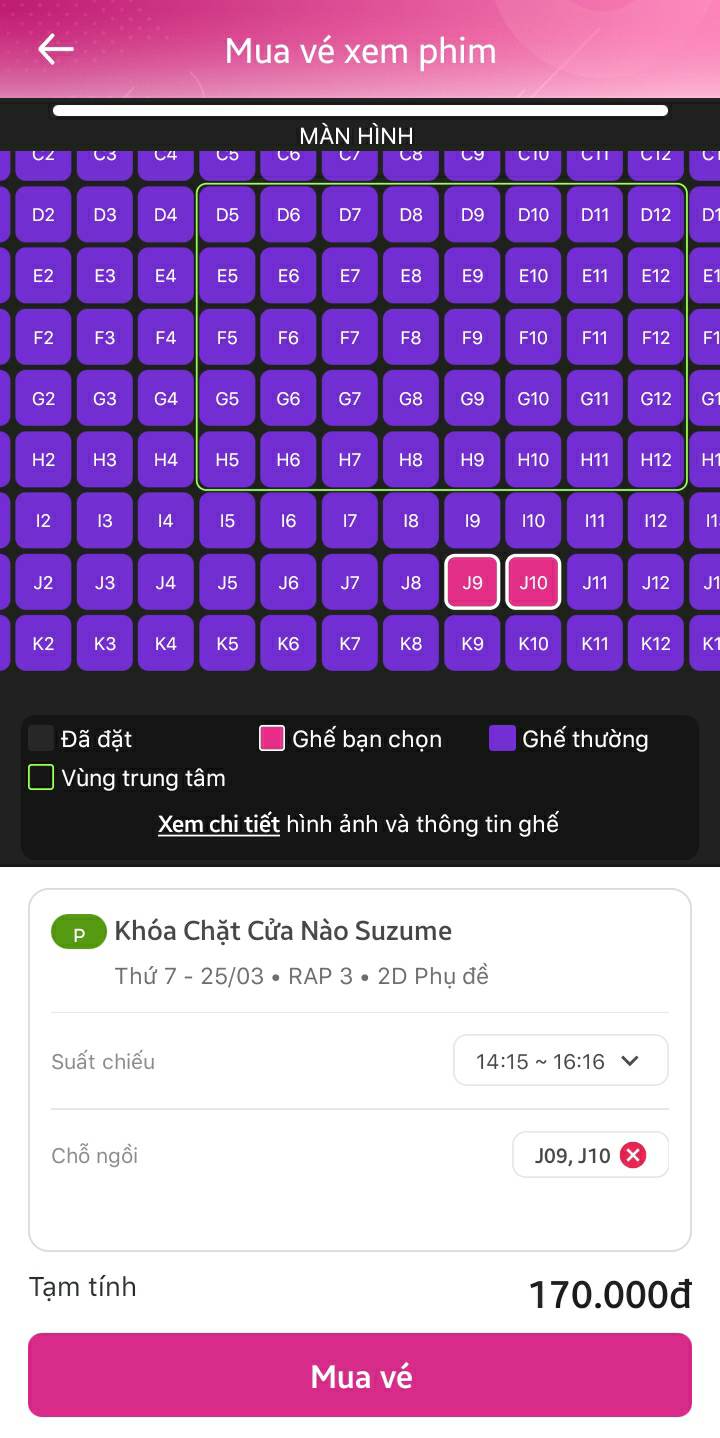 Mua vé xem phim
MÀN HÌNH
C2 C3 C4 C5 C6 C7 C8 C9 C10 C11 C12
D2 D3 D4 D5 D6 D7 D8 D9 D10 D11 D12
E2 E3 E4 E5 E6 E7 E8 E9 E10 E11 E12
F2 F3 F4 F5 F6 F7 F8 F9 F10 F11 F12
G2 G3 G4 G5 G6 G7 G8 G9 G10 G11 G12
H2 H3 H4 H5 H6 H7 H8 H9 H10 H11 H12
I2 I3 I4 I5 I6 I7 I8 I9 I10 I11 I12
J2 J3 J4 J5 J6 J7 J8 J9 J10 J11 J12
K2 K3 K4 K5 K6 K7 K8 K9 K10 K11 K12
Đã đặt Ghế bạn chọn Ghế thường
Vùng trung tâm
Xem chi tiết hình ảnh và thông tin ghế
P Khóa Chặt Cửa Nào Suzume
Thứ 7 - 25/03 • RAP 3 • 2D Phụ đề
Suất chiếu 14:15 ~ 16:16
Chỗ ngồi J09, J10
Tạm tính 170.000đ
Mua vé